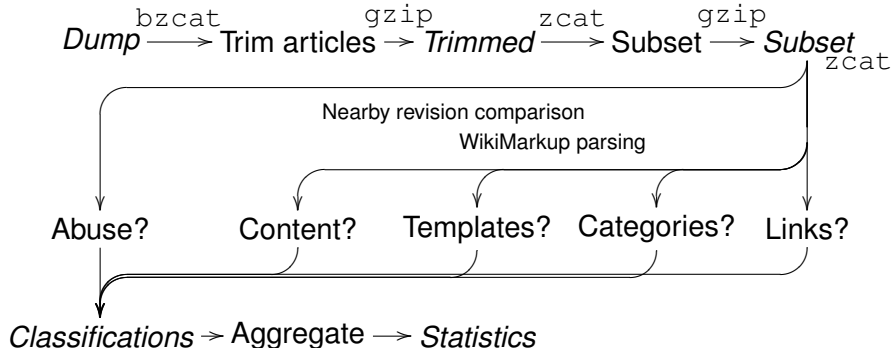 bzcat gzip zcat gzip
Dump Trim articles Trimmed Subset Subset
zcat
Nearby revision comparison
WikiMarkup parsing
Abuse? Content? Templates? Categories? Links?
Classifications Aggregate Statistics